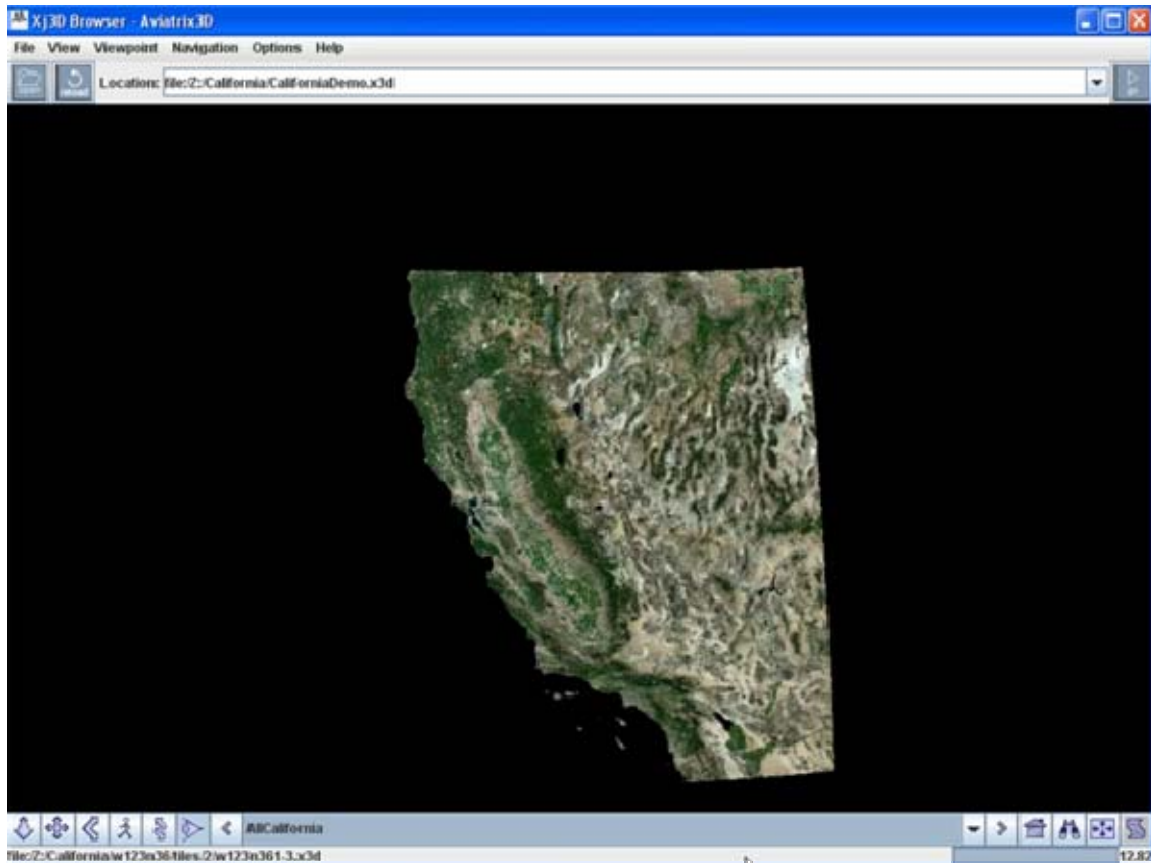 Xj3D Browser - Aviatrix3D
File View Viewpoint Navigation Options Help
Location: file:/Z:/California/CaliforniaDemo.x3d
AllCalifornia
file:/Z:/California/w123n36/tiles/2/w123n361-3.x3d
12.82